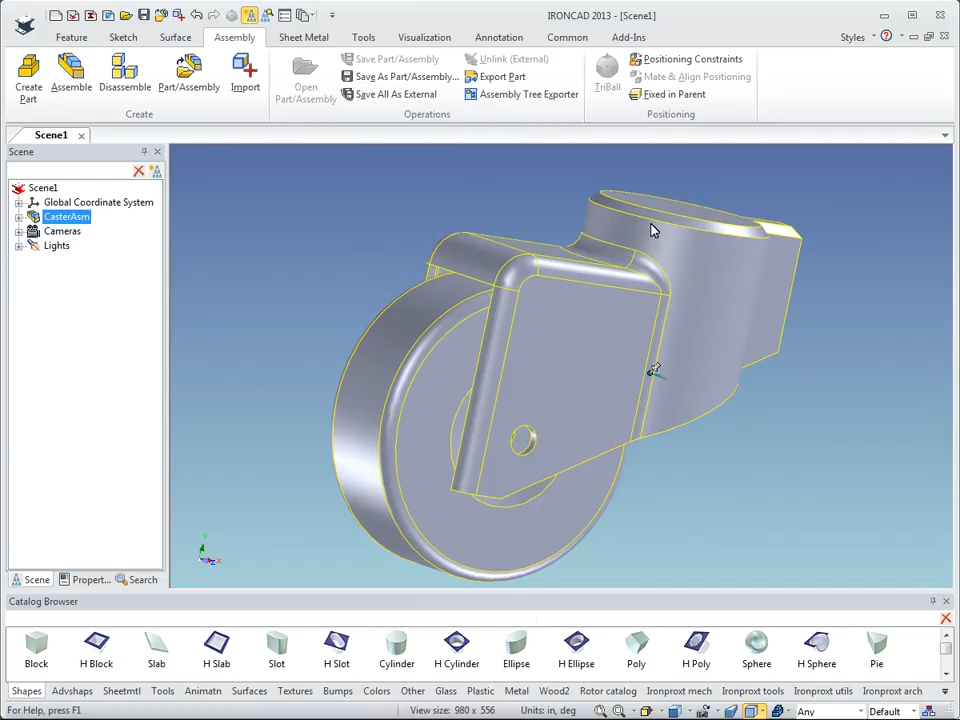 IRONCAD 2013 - [Scene1]
Feature Sketch Surface Assembly Sheet Metal Tools Visualization Annotation Common Add-Ins Styles
Create Part
Assemble
Disassemble
Part/Assembly
Import
Create
Open Part/Assembly
Save Part/Assembly
Save As Part/Assembly...
Save All As External
Unlink (External)
Export Part
Assembly Tree Exporter
Operations
TriBall
Positioning Constraints
Mate & Align Positioning
Fixed in Parent
Positioning
Scene1
Scene
Scene1
Global Coordinate System
CasterAsm
Cameras
Lights
Y
Z X
Scene Propert... Search
Catalog Browser
Block H Block Slab H Slab Slot H Slot Cylinder H Cylinder Ellipse H Ellipse Poly H Poly Sphere H Sphere Pie
Shapes Advshaps Sheetmtl Tools Animatn Surfaces Textures Bumps Colors Other Glass Plastic Metal Wood2 Rotor catalog Ironpro mech Ironpro tools Ironpro utils Ironpro arch
For Help, press F1 View size: 980 x 556 Units: in, deg Any Default